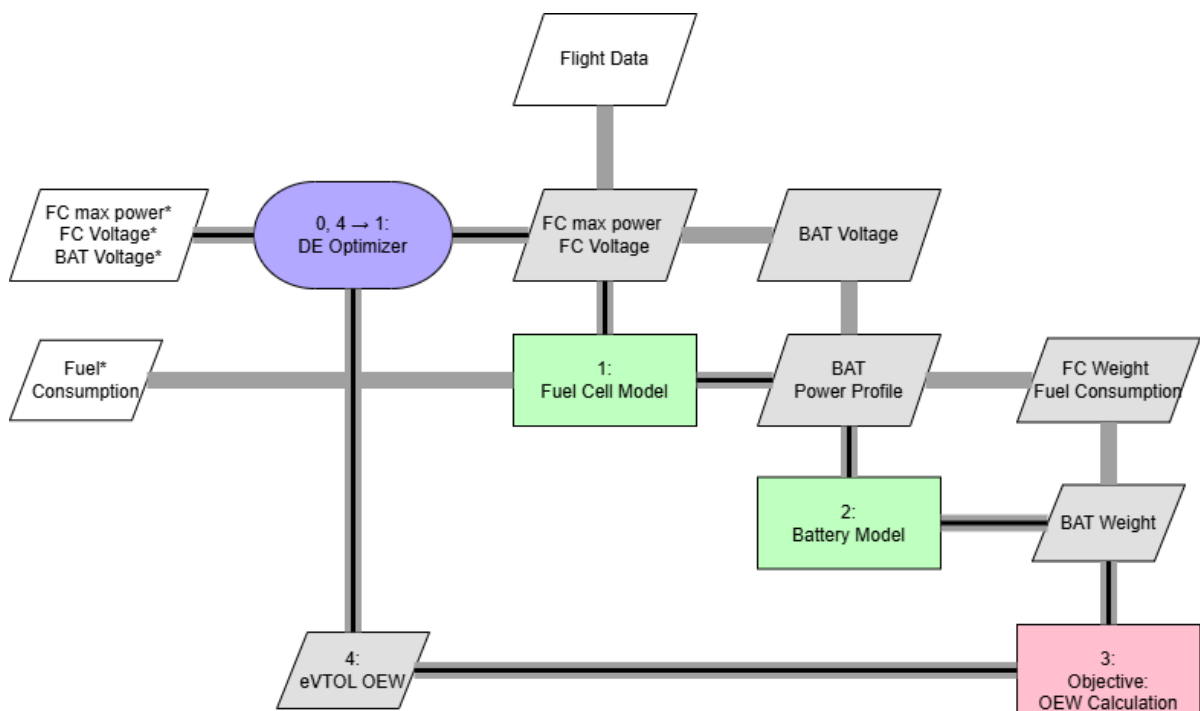 Flight Data
FC max power*
FC Voltage*
BAT Voltage*
0, 4 → 1:
DE Optimizer
FC max power
FC Voltage
BAT Voltage
Fuel*
Consumption
1:
Fuel Cell Model
BAT
Power Profile
FC Weight
Fuel Consumption
2:
Battery Model
BAT Weight
4:
eVTOL OEW
3:
Objective:
OEW Calculation